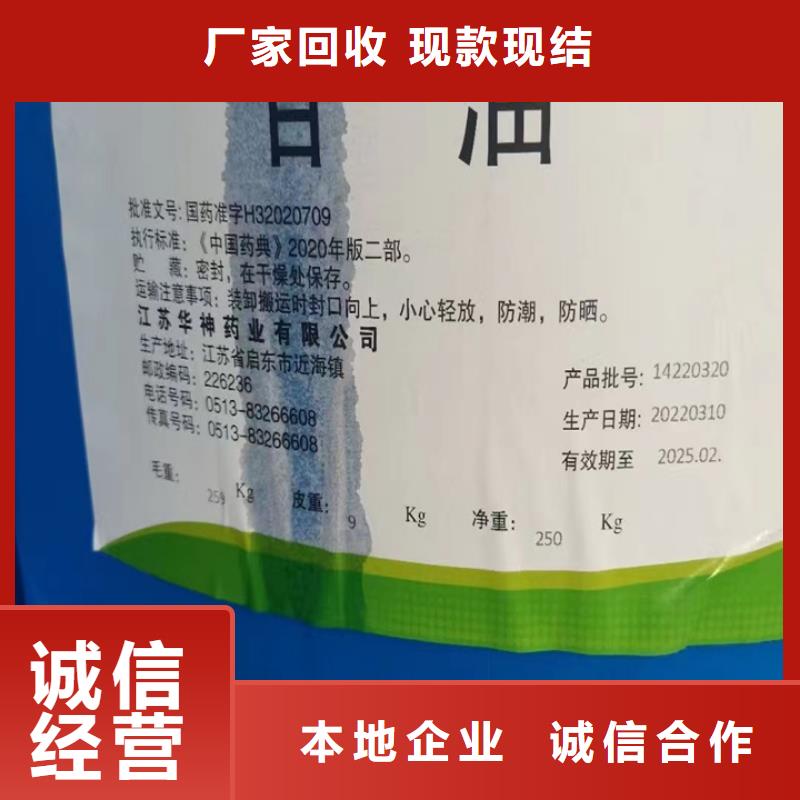 厂家回收 现款现结
甘 油
批准文号: 国药准字H32020709
执行标准: 《中国药典》2020年版二部。
贮 藏: 密封, 在干燥处保存。
运输注意事项: 装卸搬运时封口向上, 小心轻放, 防潮, 防晒。
江苏华神药业有限公司
生产地址: 江苏省启东市近海镇
邮政编码: 226236
电话号码: 0513-83266608
传真号码: 0513-83266608
产品批号: 14220320
生产日期: 20220310
有效期至 2025.02.
毛重: 259 Kg 皮重: 9 Kg 净重: 250 Kg
诚信
经营
本地企业 诚信合作